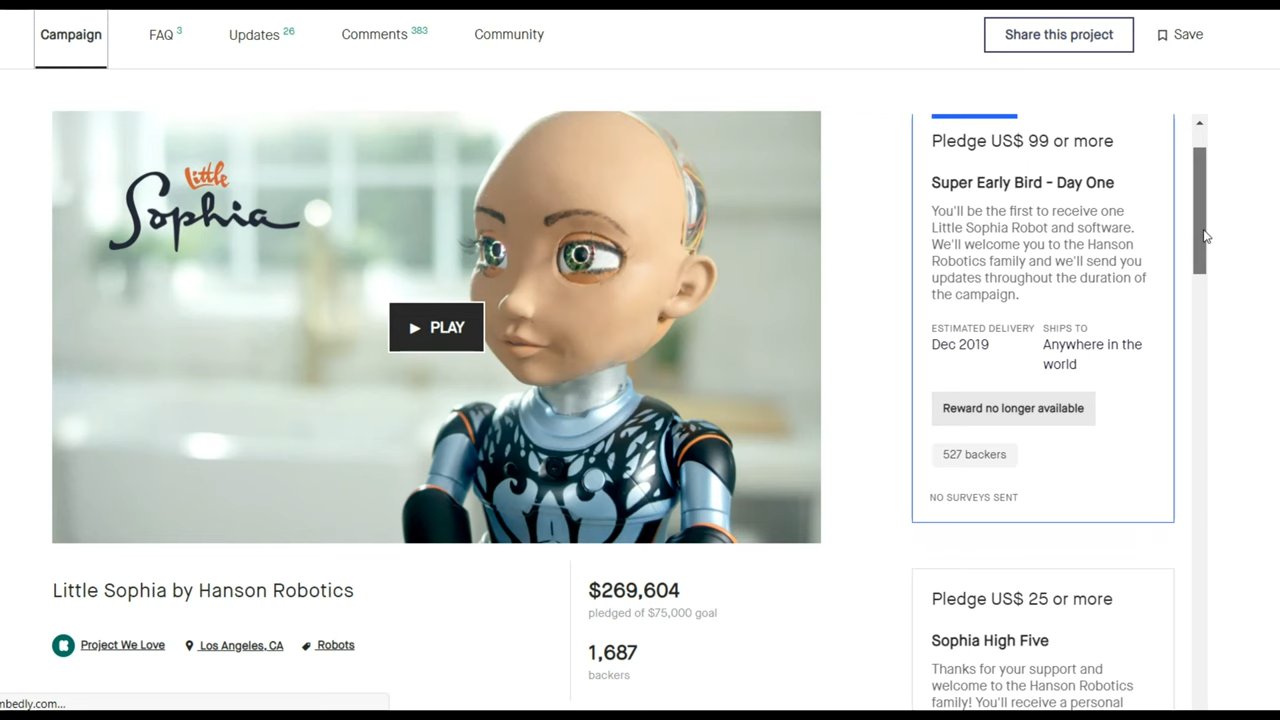 Campaign
FAQ 3
Updates 26
Comments 383
Community
Share this project
Save
Little
Sophia
PLAY
Little Sophia by Hanson Robotics
Project We Love
Los Angeles, CA
Robots
$269,604
pledged of $75,000 goal
1,687
backers
Pledge US$ 99 or more
Super Early Bird - Day One
You'll be the first to receive one
Little Sophia Robot and software.
We'll welcome you to the Hanson
Robotics family and we'll send you
updates throughout the duration of
the campaign.
ESTIMATED DELIVERY
Dec 2019
SHIPS TO
Anywhere in the
world
Reward no longer available
527 backers
NO SURVEYS SENT
Pledge US$ 25 or more
Sophia High Five
Thanks for your support and
welcome to the Hanson Robotics
family! You'll receive a personal
mbedly.com...